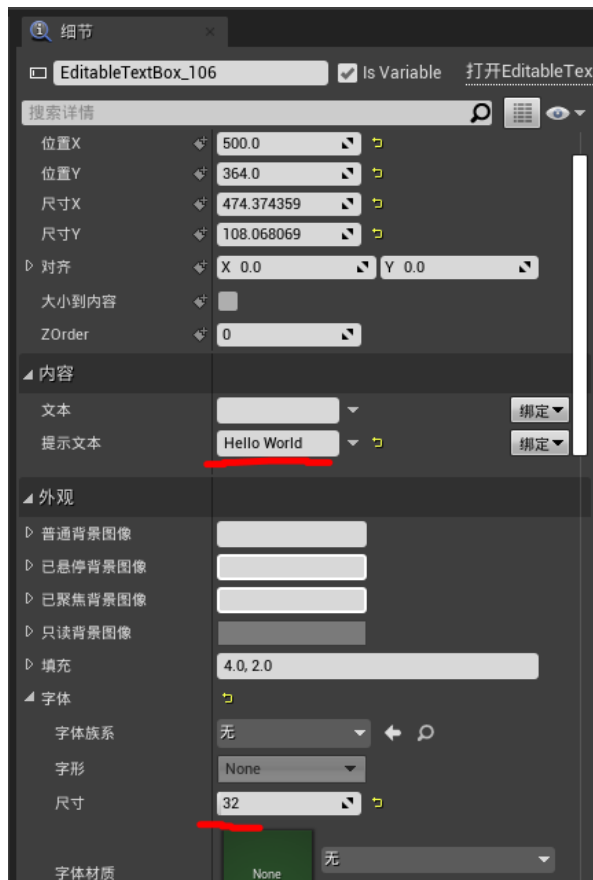 细节
EditableTextBox_106 Is Variable 打开EditableTex
搜索详情
位置X 500.0
位置Y 364.0
尺寸X 474.374359
尺寸Y 108.068069
对齐 X 0.0 Y 0.0
大小到内容
ZOrder 0
内容
文本 绑定
提示文本 Hello World 绑定
外观
普通背景图像
已悬停背景图像
已聚焦背景图像
只读背景图像
填充 4.0, 2.0
字体
字体族系 无
字形 None
尺寸 32
字体材质 None 无